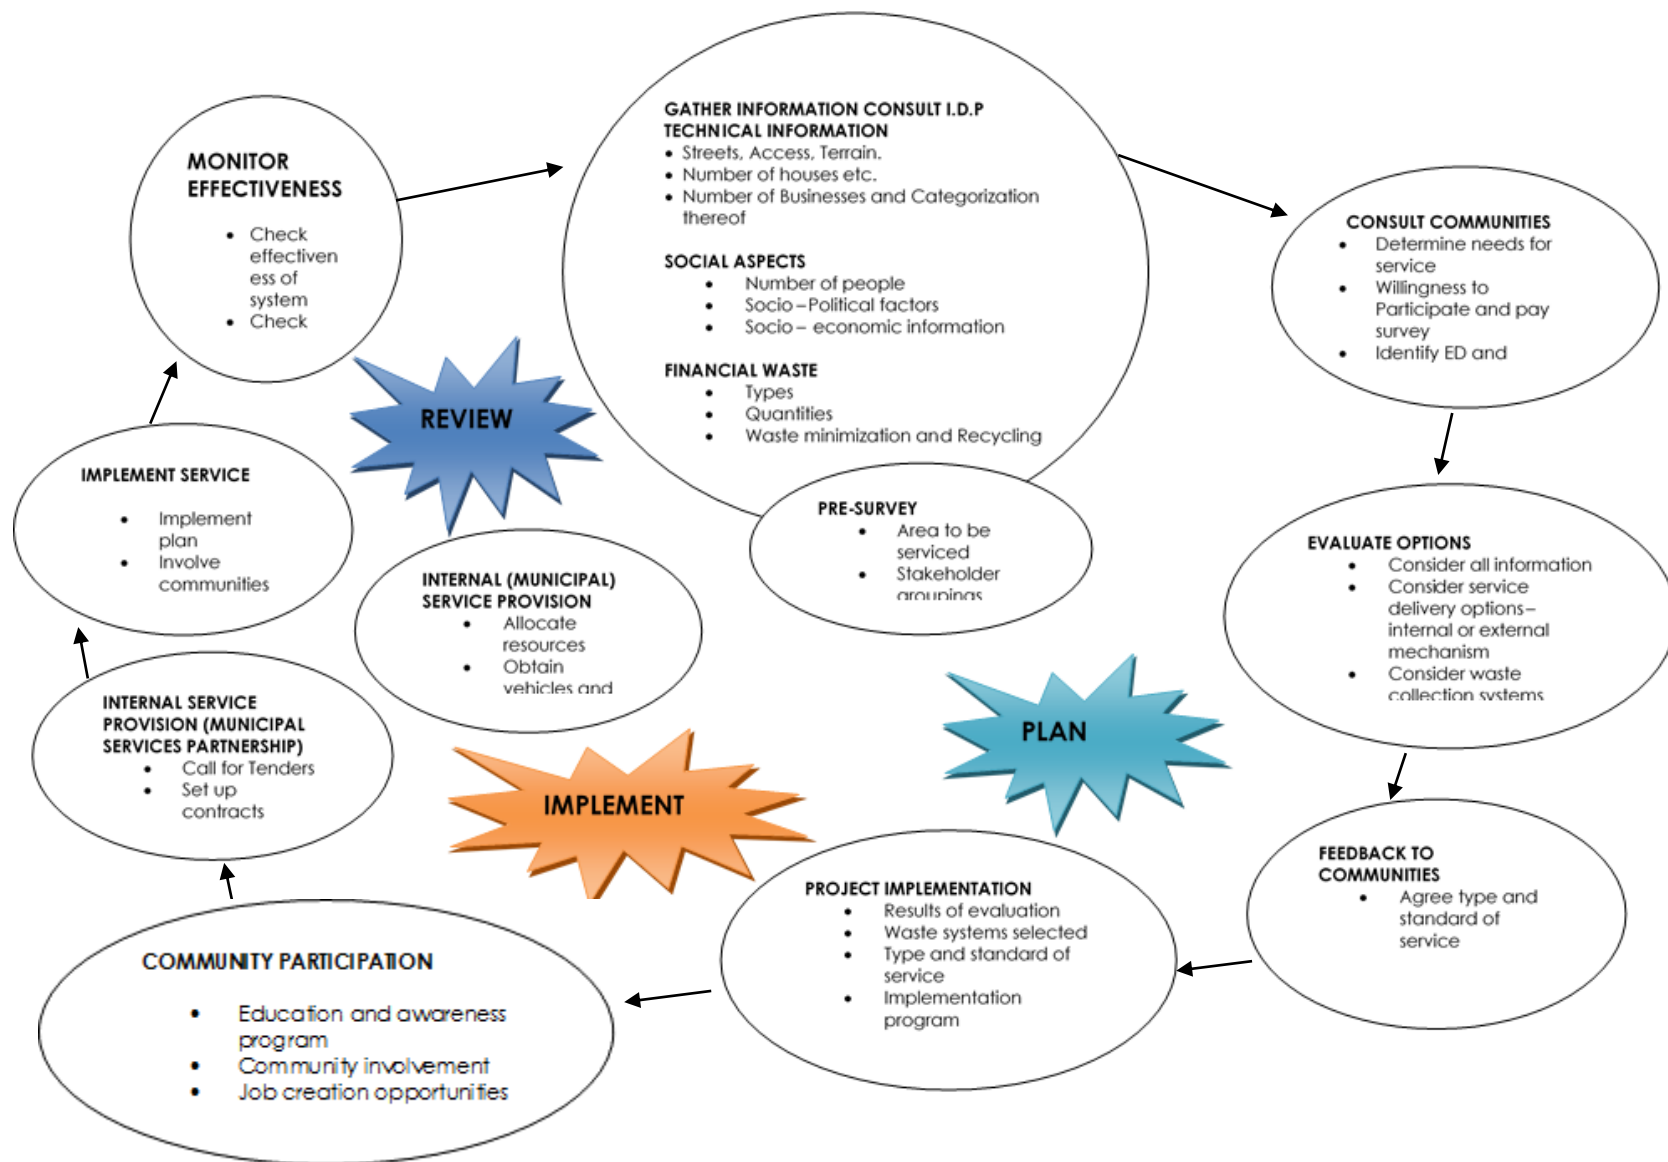 GATHER INFORMATION CONSULT I.D.P
TECHNICAL INFORMATION
• Streets, Access, Terrain.
• Number of houses etc.
• Number of Businesses and Categorization
thereof
SOCIAL ASPECTS
• Number of people
• Socio – Political factors
• Socio – economic information
FINANCIAL WASTE
• Types
• Quantities
• Waste minimization and Recycling
PRE-SURVEY
• Area to be
serviced
• Stakeholder
groupings
CONSULT COMMUNITIES
• Determine needs for
service
• Willingness to
Participate and pay
survey
• Identify ED and
EVALUATE OPTIONS
• Consider all information
• Consider service
delivery options –
internal or external
mechanism
• Consider waste
collection systems
FEEDBACK TO
COMMUNITIES
• Agree type and
standard of
service
PROJECT IMPLEMENTATION
• Results of evaluation
• Waste systems selected
• Type and standard of
service
• Implementation
program
COMMUNITY PARTICIPATION
• Education and awareness
program
• Community involvement
• Job creation opportunities
INTERNAL SERVICE
PROVISION (MUNICIPAL
SERVICES PARTNERSHIP)
• Call for Tenders
• Set up
contracts
INTERNAL (MUNICIPAL)
SERVICE PROVISION
• Allocate
resources
• Obtain
vehicles and
IMPLEMENT SERVICE
• Implement
plan
• Involve
communities
MONITOR
EFFECTIVENESS
• Check
effectiven
ess of
system
• Check
REVIEW
PLAN
IMPLEMENT